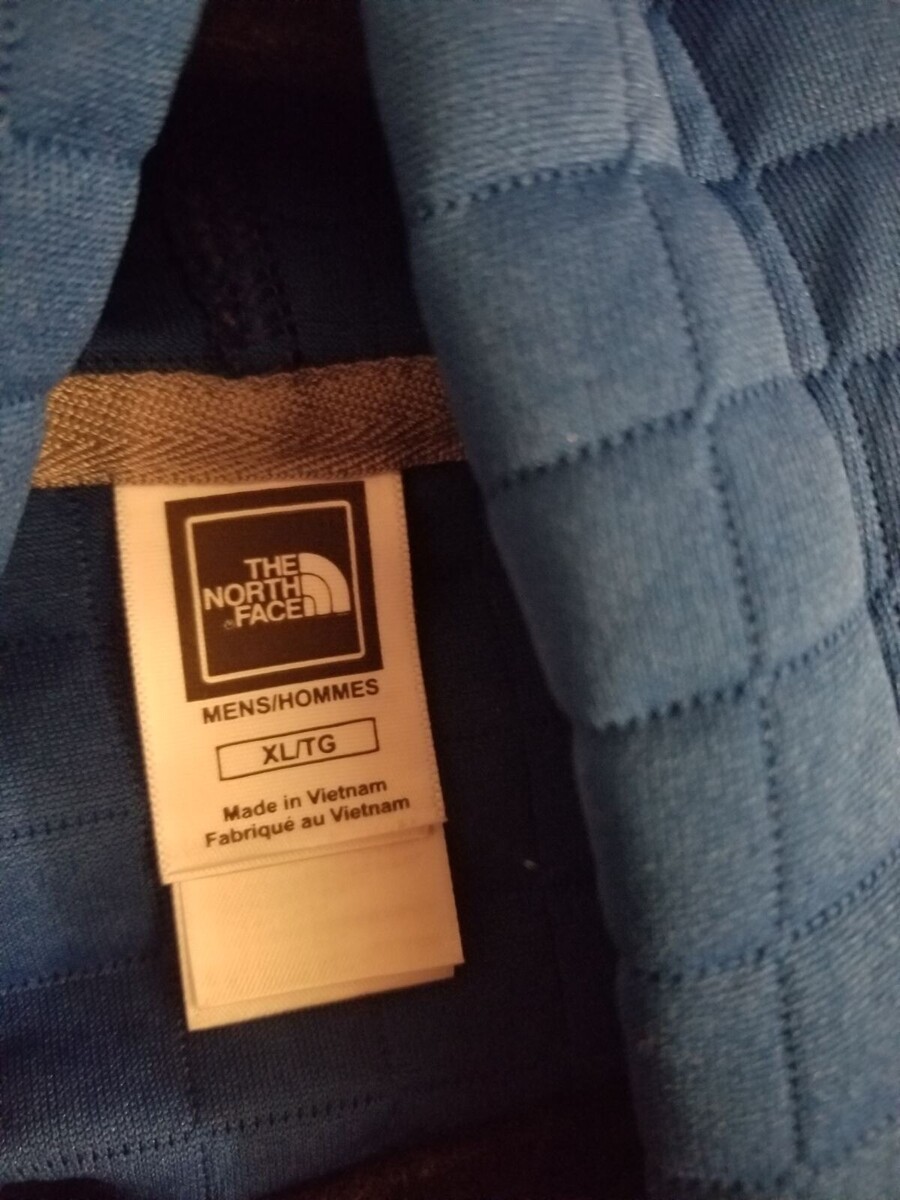 THE
NORTH
FACE
MENS/HOMMES
XL/TG
Made in Vietnam
Fabriqué au Vietnam